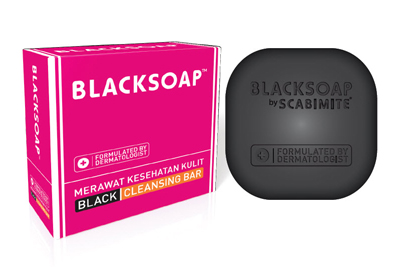 BLACKSOAP™
FORMULATED BY
DERMATOLOGIST
MERAWAT KESEHATAN KULIT
BLACK CLEANSING BAR
BLACKSOAP
by SCABIMITE®
FORMULATED BY
DERMATOLOGIST